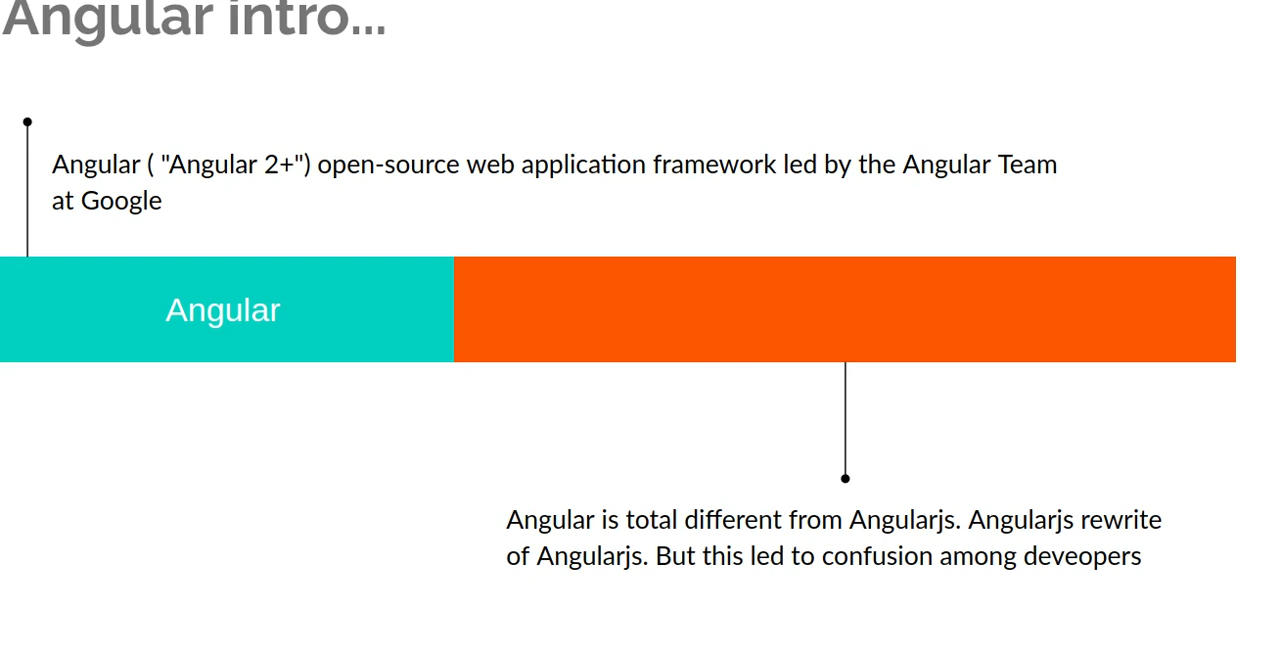 Angular intro...
Angular ( "Angular 2+") open-source web application framework led by the Angular Team
at Google
Angular
Angular is total different from Angularjs. Angularjs rewrite
of Angularjs. But this led to confusion among deveopers